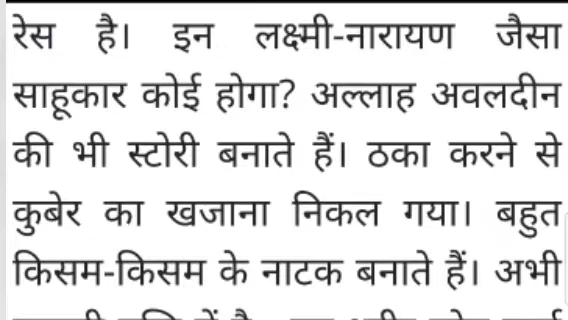 रेस है। इन लक्ष्मी-नारायण जैसा
साहूकार कोई होगा? अल्लाह अवलदीन
की भी स्टोरी बनाते हैं। ठका करने से
कुबेर का खजाना निकल गया। बहुत
किसम-किसम के नाटक बनाते हैं। अभी